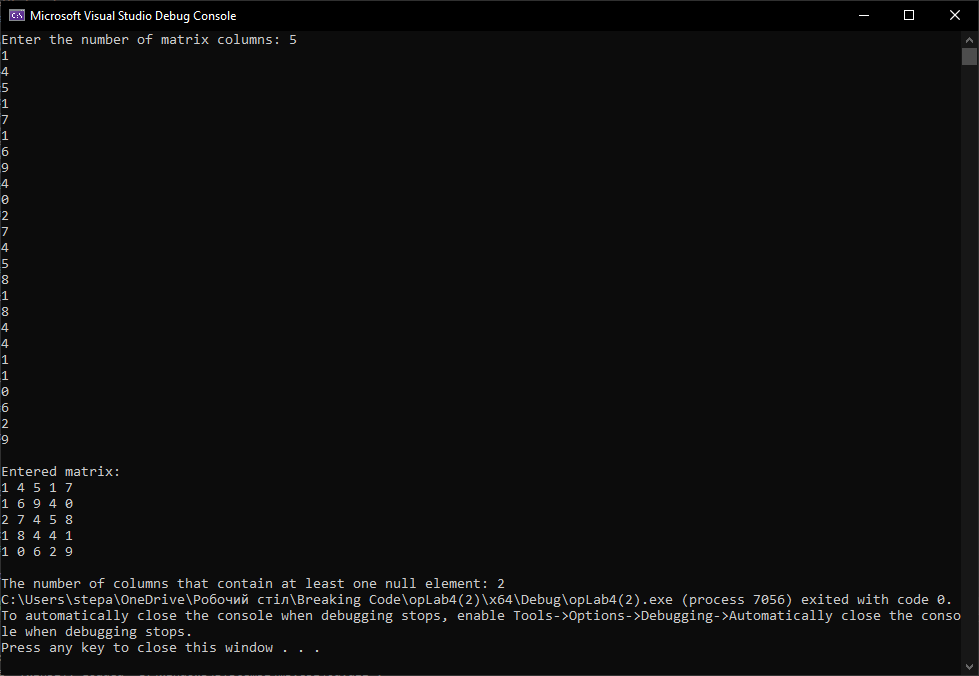 Microsoft Visual Studio Debug Console
Enter the number of matrix columns: 5
1
4
5
1
7
1
6
9
4
0
2
7
4
5
8
1
8
4
4
1
1
0
6
2
9
Entered matrix:
1 4 5 1 7
1 6 9 4 0
2 7 4 5 8
1 8 4 4 1
1 0 6 2 9
The number of columns that contain at least one null element: 2
C:\Users\stepa\OneDrive\Робочий стіл\Breaking Code\opLab4(2)\x64\Debug\opLab4(2).exe (process 7056) exited with code 0.
To automatically close the console when debugging stops, enable Tools->Options->Debugging->Automatically close the conso
le when debugging stops.
Press any key to close this window . . .